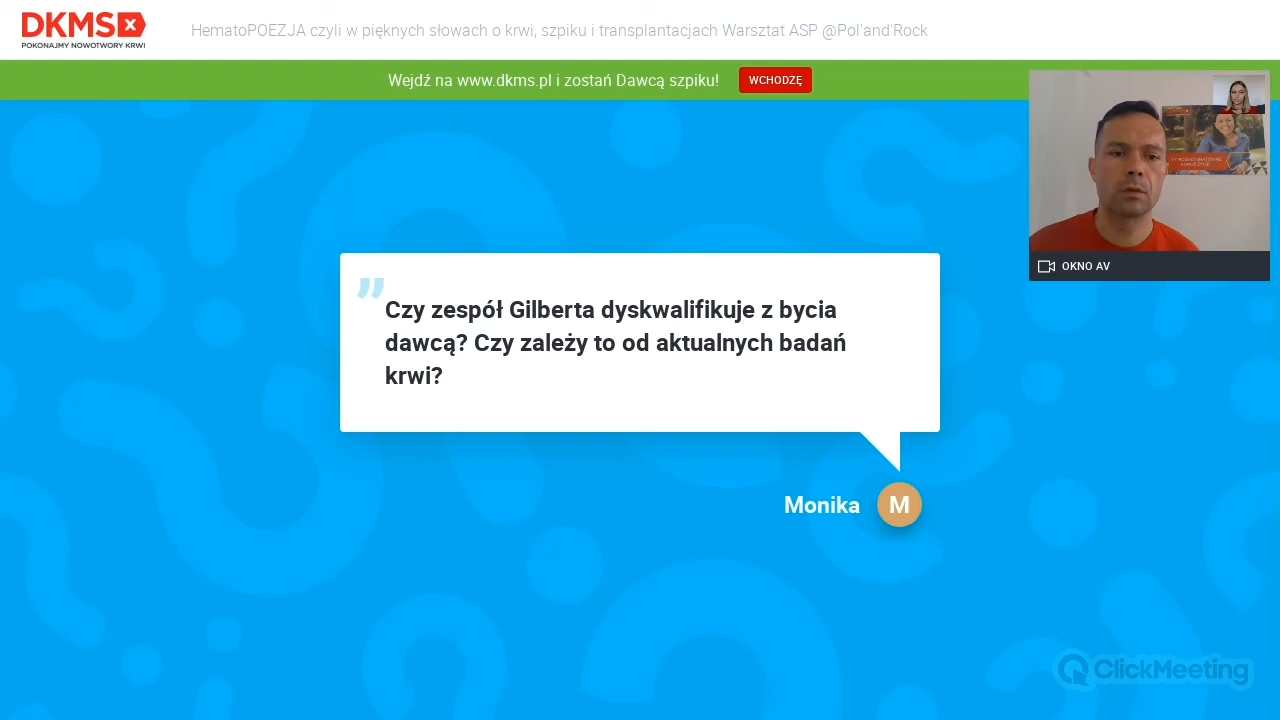 DKMS
POKONAJMY NOWOTWORY KRWI
HematoPOEZJA czyli w pięknych słowach o krwi, szpiku i transplantacjach Warsztat ASP @Pol'and'Rock
Wejdź na www.dkms.pl i zostań Dawcą szpiku!
WCHODZĘ
OKNO AV
Czy zespół Gilberta dyskwalifikuje z bycia
dawcą? Czy zależy to od aktualnych badań
krwi?
Monika
M
ClickMeeting